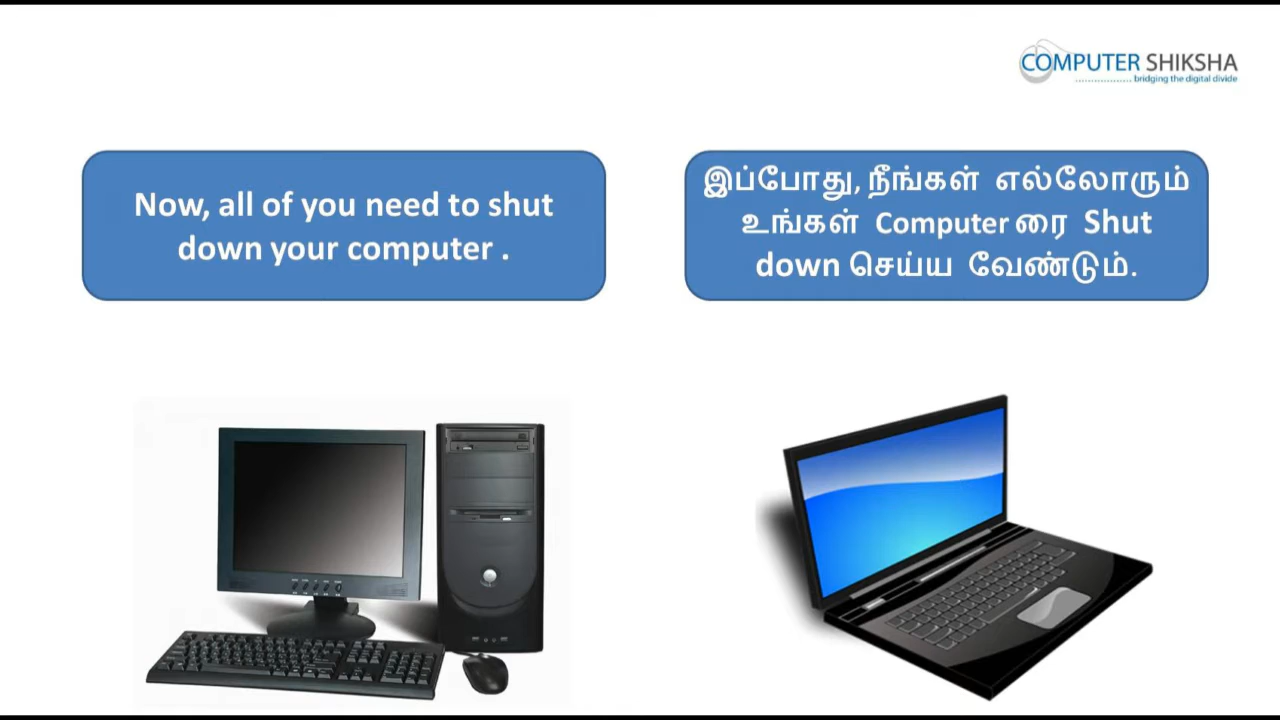 COMPUTER SHIKSHA
bridging the digital divide
Now, all of you need to shut
down your computer .
இப்போது, நீங்கள் எல்லோரும்
உங்கள் Computer ரை Shut
down செய்ய வேண்டும்.